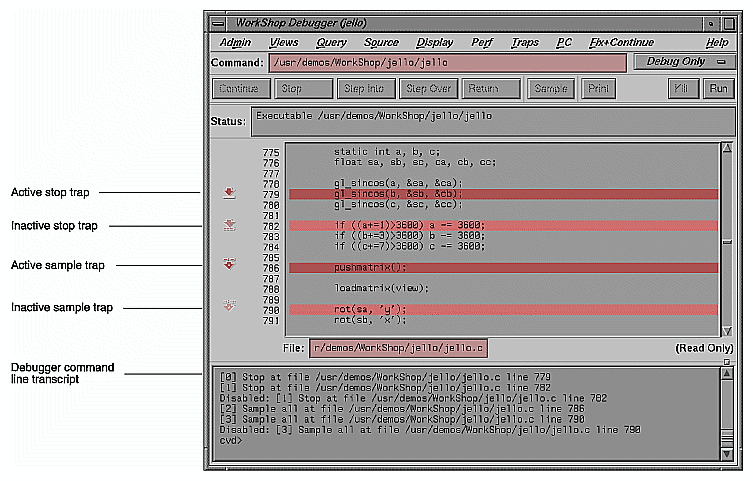 WorkShop Debugger (jello)
Admin Views Query Source Display Perf Traps PC Fix+Continue Help
Command: /usr/demos/WorkShop/jello/jello Debug Only
Continue Stop Step Into Step Over Return Sample Print Kill Run
Status: Executable /usr/demos/WorkShop/jello/jello
775 static int a, b, c;
776 float sa, sb, sc, ca, cb, cc;
777
778 gl_sincos(a, &sa, &ca);
Active stop trap 779 gl_sincos(b, &sb, &cb);
780 gl_sincos(c, &sc, &cc);
781
Inactive stop trap 782 if ((a+=1)>3600) a -= 3600;
783 if ((b+=3)>3600) b -= 3600;
784 if ((c+=7)>3600) c -= 3600;
785
Active sample trap 786 pushmatrix();
787
788 loadmatrix(view);
789
Inactive sample trap 790 rot(sa, 'y');
791 rot(sb, 'x');
File: r/demos/WorkShop/jello/jello.c (Read Only)
Debugger command
line transcript
[0] Stop at file /usr/demos/WorkShop/jello/jello.c line 779
[1] Stop at file /usr/demos/WorkShop/jello/jello.c line 782
Disabled: [1] Stop at file /usr/demos/WorkShop/jello/jello.c line 782
[2] Sample all at file /usr/demos/WorkShop/jello/jello.c line 786
[3] Sample all at file /usr/demos/WorkShop/jello/jello.c line 790
Disabled: [3] Sample all at file /usr/demos/WorkShop/jello/jello.c line 790
cvd>